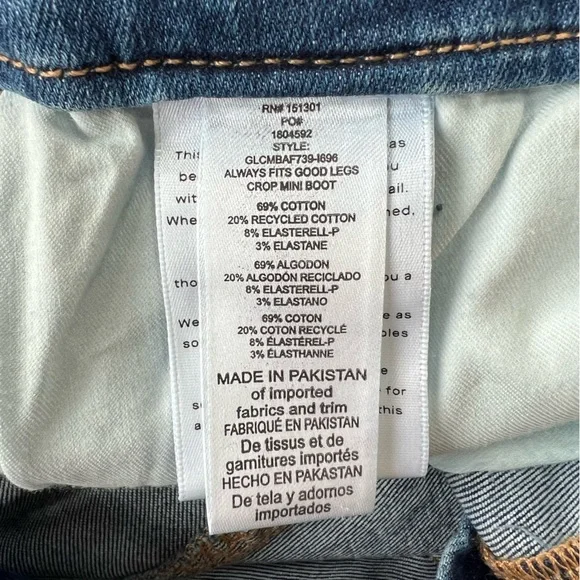 RN# 151301
PO#
1804592
STYLE:
GLCMBAF739-I696
ALWAYS FITS GOOD LEGS
CROP MINI BOOT
69% COTTON
20% RECYCLED COTTON
8% ELASTERELL-P
3% ELASTANE
69% ALGODON
20% ALGODÓN RECICLADO
8% ELASTERELL-P
3% ELASTANO
69% COTON
20% COTON RECYCLÉ
8% ÉLASTÉREL-P
3% ÉLASTHANNE
MADE IN PAKISTAN
of imported
fabrics and trim
FABRIQUÉ EN PAKISTAN
De tissus et de
garnitures importés
HECHO EN PAKASTAN
De tela y adornos
importados